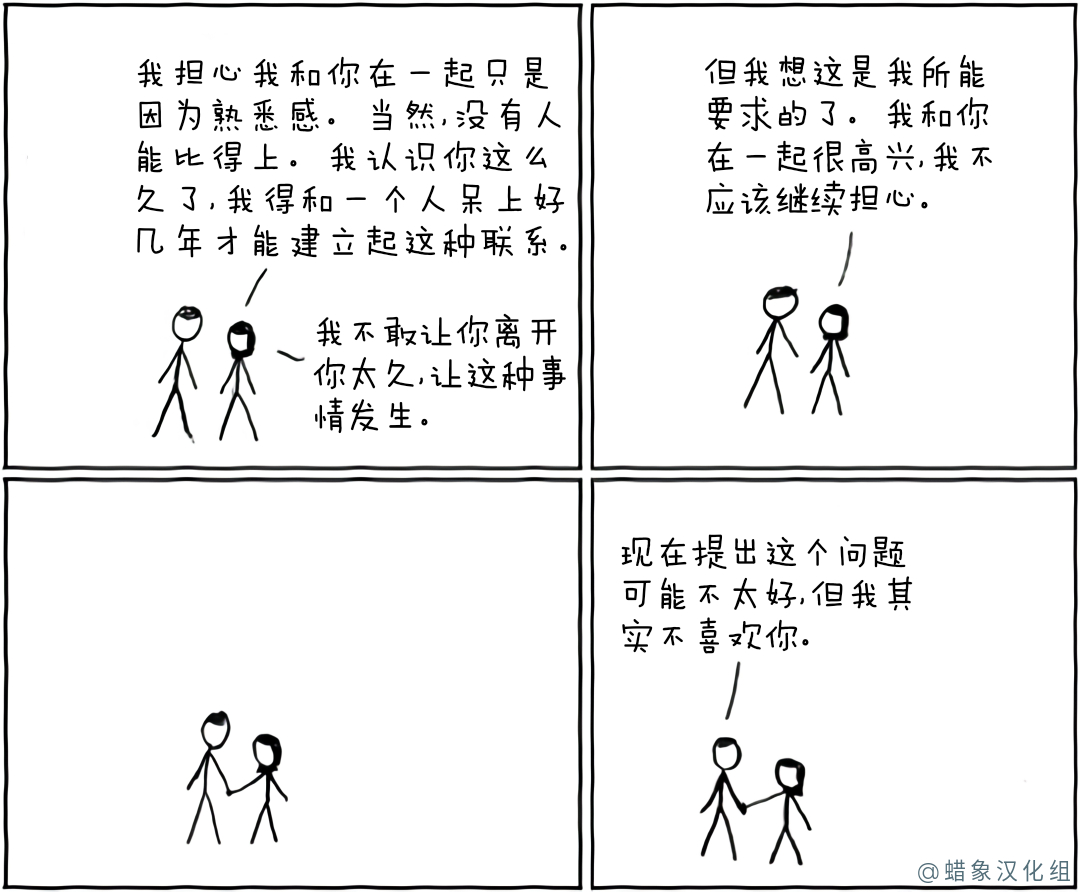 我担心我和你在一起只是
因为熟悉感。当然,没有人
能比得上。我认识你这么
久了,我得和一个人呆上好
几年才能建立起这种联系。
我不敢让你离开
你太久,让这种事
情发生。
但我想这是我所能
要求的了。我和你
在一起很高兴,我不
应该继续担心。
现在提出这个问题
可能不太好,但我其
实不喜欢你。
@蜡象汉化组